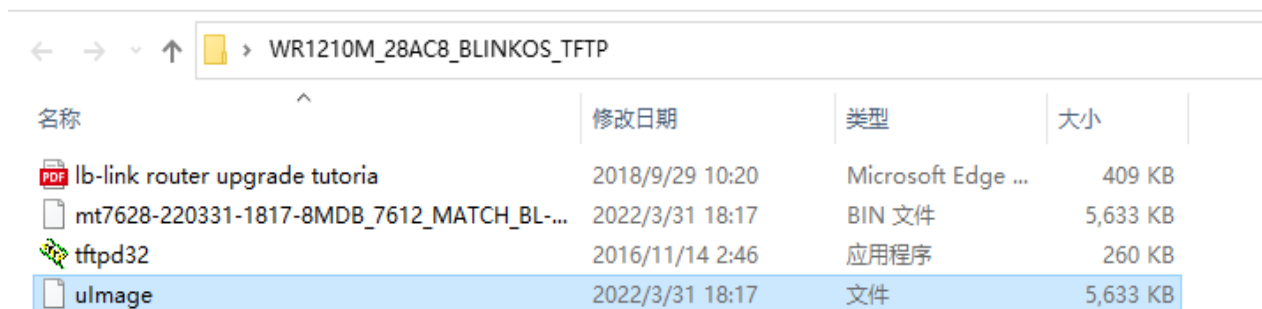 WR1210M_28AC8_BLINKOS_TFTP
名称 修改日期 类型 大小
PDF lb-link router upgrade tutoria 2018/9/29 10:20 Microsoft Edge ... 409 KB
mt7628-220331-1817-8MDB_7612_MATCH_BL-... 2022/3/31 18:17 BIN 文件 5,633 KB
tftpd32 2016/11/14 2:46 应用程序 260 KB
uImage 2022/3/31 18:17 文件 5,633 KB